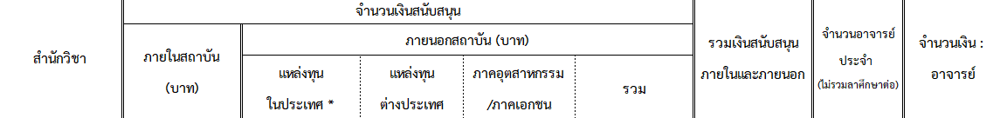 สำนักวิชา
จำนวนเงินสนับสนุน
ภายในสถาบัน
(บาท)
ภายนอกสถาบัน (บาท)
แหล่งทุน
ในประเทศ *
แหล่งทุน
ต่างประเทศ
ภาคอุตสาหกรรม
/ภาคเอกชน
รวม
รวมเงินสนับสนุน
ภายในและภายนอก
จำนวนอาจารย์
ประจำ
(ไม่รวมลาศึกษาต่อ)
จำนวนเงิน :
อาจารย์